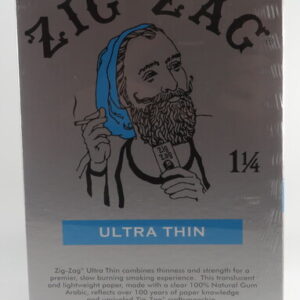 ZIG ZAG
ZIG
ZAG
1¼
ULTRA THIN
Zig-Zag® Ultra Thin combines thinness and strength for a
premier, slow burning smoking experience. This translucent
and lightweight paper, made with a clear 100% Natural Gum
Arabic, reflects over 100 years of paper knowledge